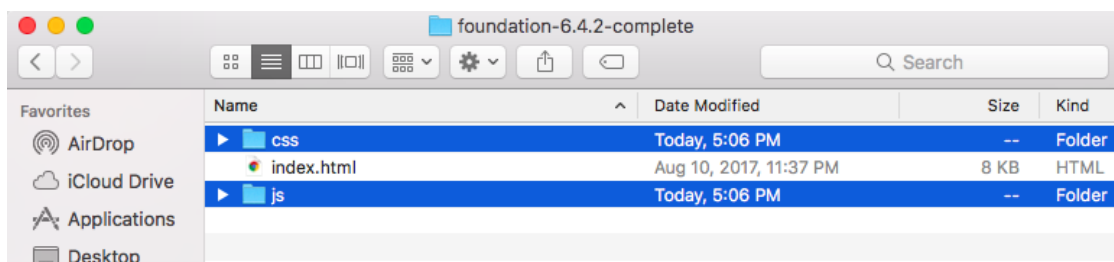 foundation-6.4.2-complete
Search
Favorites
AirDrop
iCloud Drive
Applications
Desktop
Name Date Modified Size Kind
css Today, 5:06 PM -- Folder
index.html Aug 10, 2017, 11:37 PM 8 KB HTML
js Today, 5:06 PM -- Folder